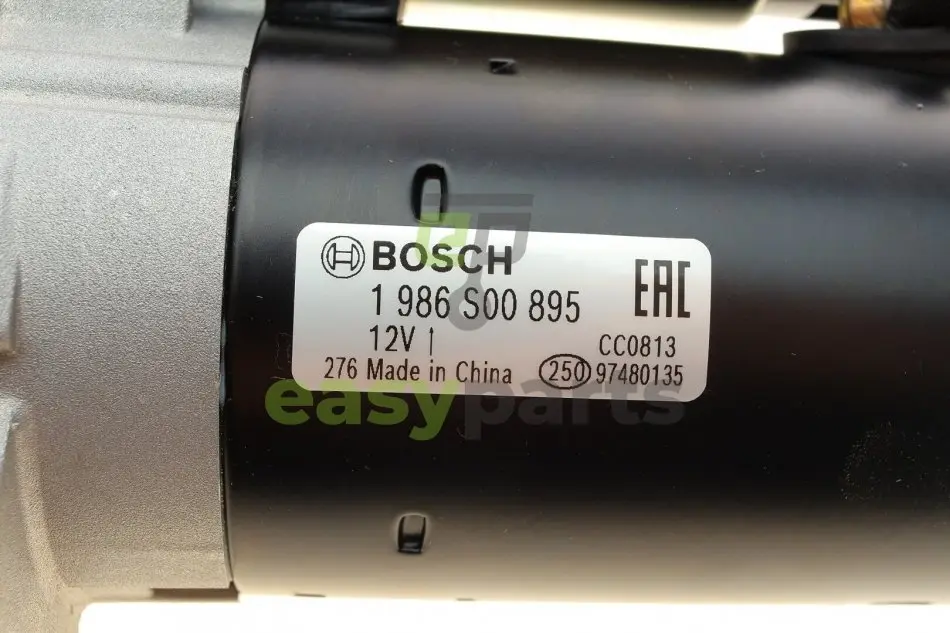 BOSCH
EAC
1 986 S00 895
12V ↑
CC0813
276 Made in China
250 97480135
easyparts